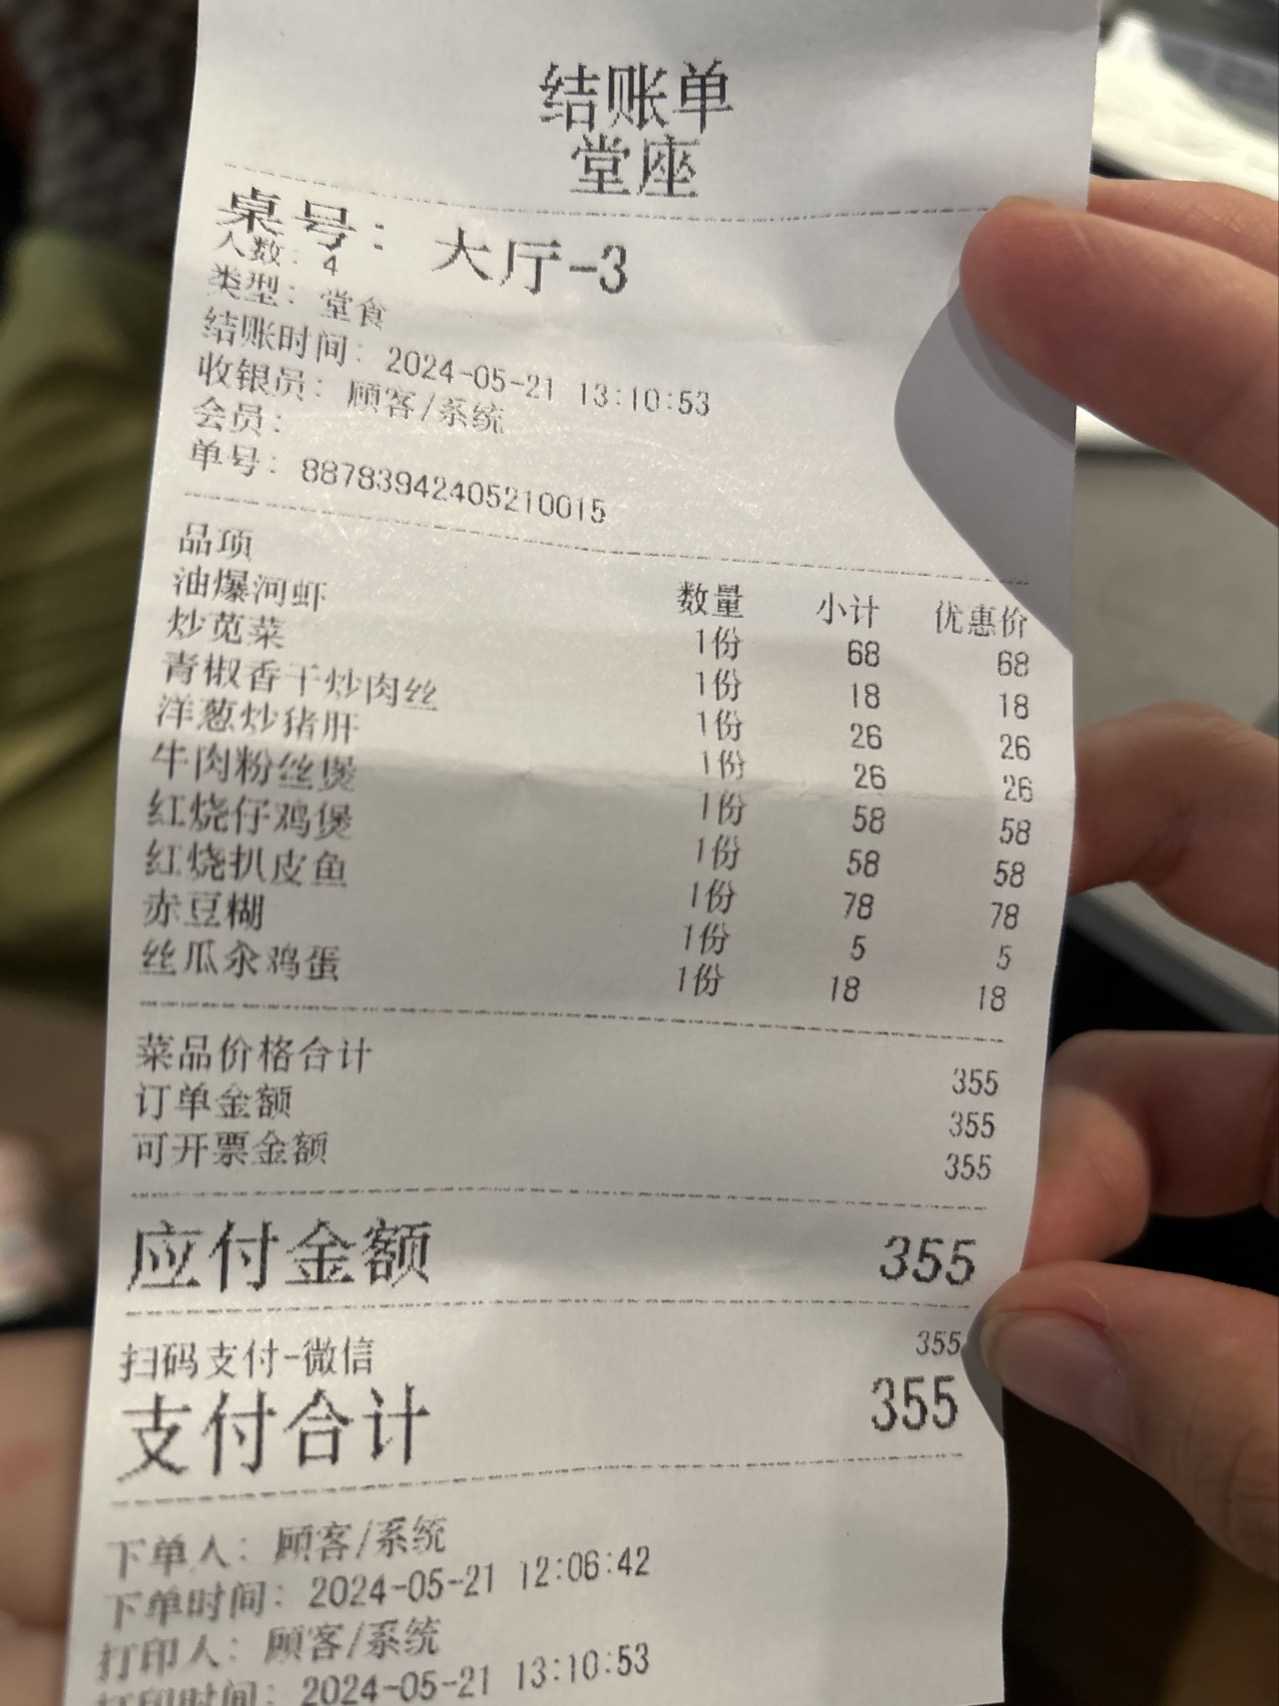 结账单
堂座
桌号: 大厅-3
人数: 4
类型: 堂食
结账时间: 2024-05-21 13:10:53
收银员: 顾客/系统
会员:
单号: 88783942405210015
品项 数量 小计 优惠价
油爆河虾 1份 68 68
炒苋菜 1份 18 18
青椒香干炒肉丝 1份 26 26
洋葱炒猪肝 1份 26 26
牛肉粉丝煲 1份 58 58
红烧仔鸡煲 1份 58 58
红烧扒皮鱼 1份 78 78
赤豆糊 1份 5 5
丝瓜汆鸡蛋 1份 18 18
菜品价格合计 355
订单金额 355
可开票金额 355
应付金额 355
扫码支付-微信 355
支付合计 355
下单人: 顾客/系统
下单时间: 2024-05-21 12:06:42
打印人: 顾客/系统
打印时间: 2024-05-21 13:10:53